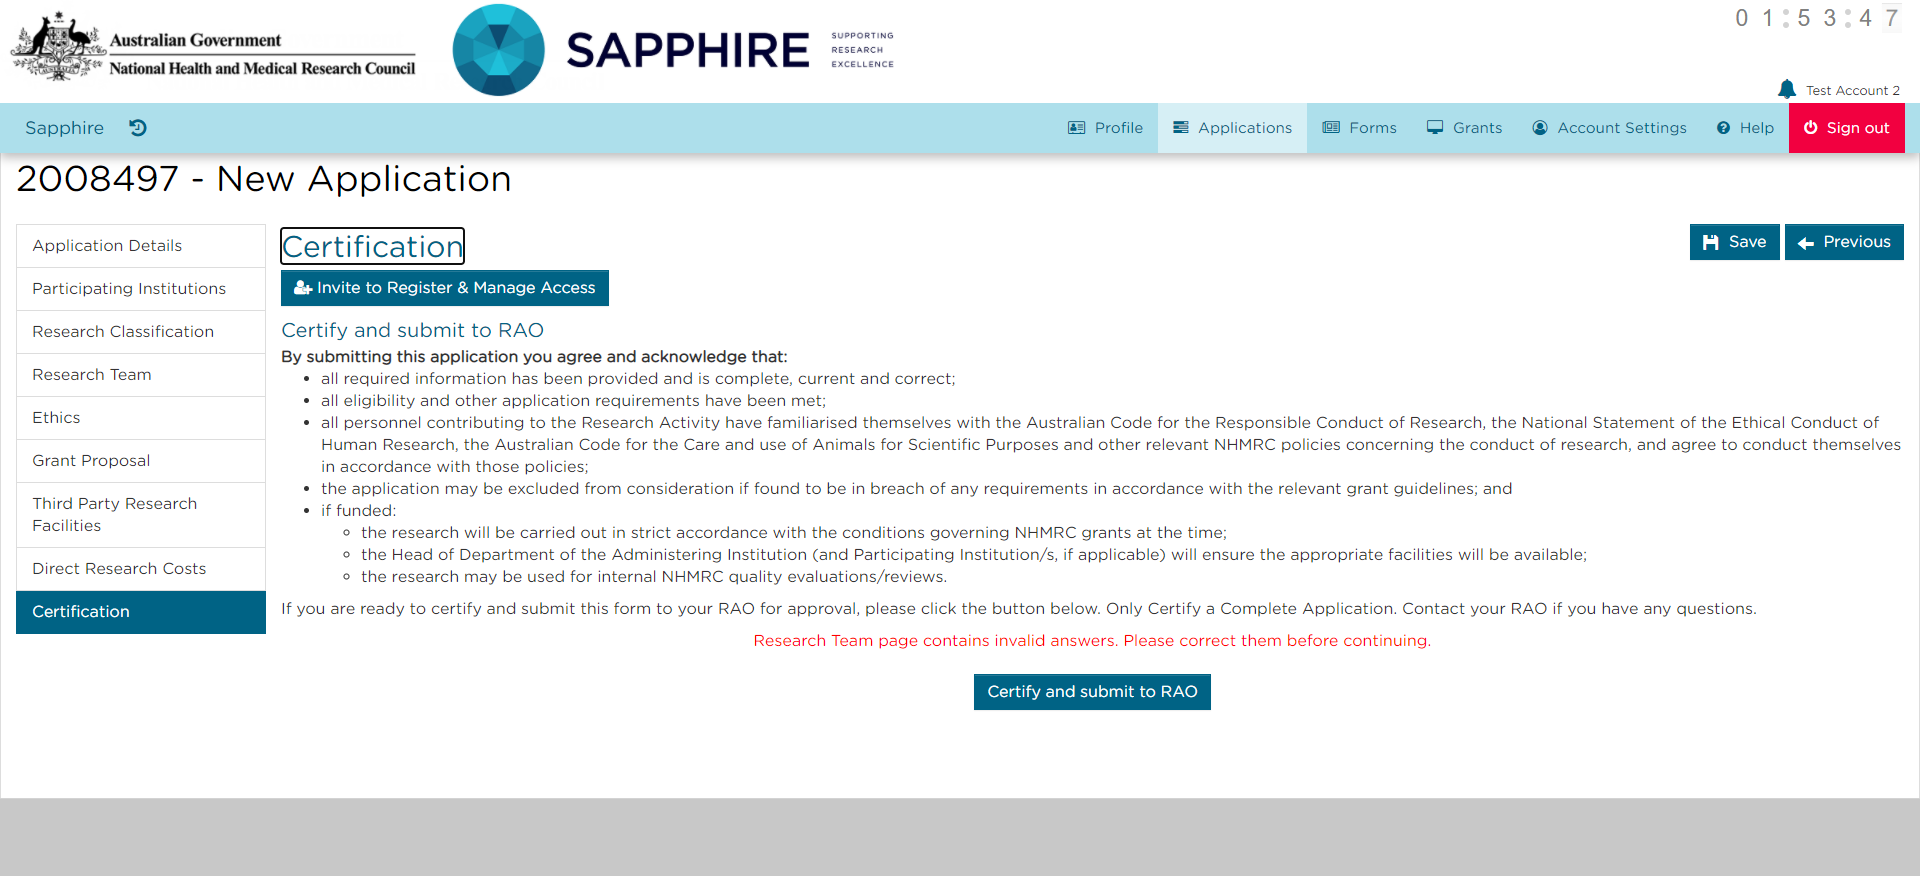 Australian Government
National Health and Medical Research Council
SAPPHIRE
SUPPORTING
RESEARCH
EXCELLENCE
01:53:47
Test Account 2
Sapphire
Profile
Applications
Forms
Grants
Account Settings
Help
Sign out
2008497 - New Application
Application Details
Participating Institutions
Research Classification
Research Team
Ethics
Grant Proposal
Third Party Research
Facilities
Direct Research Costs
Certification
Certification
Save
Previous
Invite to Register & Manage Access
Certify and submit to RAO
By submitting this application you agree and acknowledge that:
• all required information has been provided and is complete, current and correct;
• all eligibility and other application requirements have been met;
• all personnel contributing to the Research Activity have familiarised themselves with the Australian Code for the Responsible Conduct of Research, the National Statement of the Ethical Conduct of
Human Research, the Australian Code for the Care and use of Animals for Scientific Purposes and other relevant NHMRC policies concerning the conduct of research, and agree to conduct themselves
in accordance with those policies;
• the application may be excluded from consideration if found to be in breach of any requirements in accordance with the relevant grant guidelines; and
• if funded:
◦ the research will be carried out in strict accordance with the conditions governing NHMRC grants at the time;
◦ the Head of Department of the Administering Institution (and Participating Institution/s, if applicable) will ensure the appropriate facilities will be available;
◦ the research may be used for internal NHMRC quality evaluations/reviews.
If you are ready to certify and submit this form to your RAO for approval, please click the button below. Only Certify a Complete Application. Contact your RAO if you have any questions.
Research Team page contains invalid answers. Please correct them before continuing.
Certify and submit to RAO